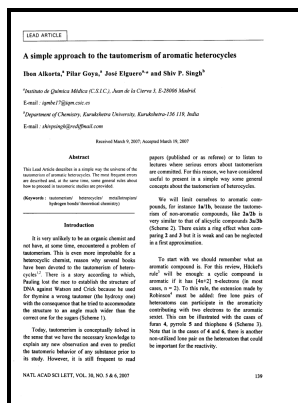 LEAD ARTICLE
A simple approach to the tautomerism of aromatic heterocycles
Ibon Alkorta,ª Pilar Goya,ª José Elguero,ª* and Shiv P. Singhᵇ
ªInstituto de Química Médica (C.S.I.C.), Juan de la Cierva 3, E-28006 Madrid.
E-mail : iqmbe17@iqm.csic.es
ᵇDepartment of Chemistry, Kurukshetra University, Kurukshetra-136 119, India
E-mail : shivpsingh@rediffmail.com
Received March 9, 2007; Accepted March 19, 2007
Abstract
This Lead Article describes in a simple way the universe of the
tautomerism of aromatic heterocycles. The most frequent errors
are described and, at the same time, some general rules about
how to proceed in tautomeric studies are provided.
(Keywords : tautomerism/ heterocycles/ metallotropism/
hydrogen bonds/ theoretical chemistry)
Introduction
It is very unlikely to be an organic chemist and
not have, at some time, encountered a problem of
tautomerism. This is even more improbable for a
heterocyclic chemist, reason why several books
have been devoted to the tautomerism of hetero-
cycles¹,². There is a story according to which,
Pauling lost the race to establish the structure of
DNA against Watson and Crick because he used
for thymine a wrong tautomer (the hydroxy one)
with the consequence that he tried to accommodate
the structure to an angle much wider than the
correct one for the sugars (Scheme 1).
Today, tautomerism is conceptually solved in
the sense that we have the necessary knowledge to
explain any new observation and even to predict
the tautomeric behavior of any substance prior to
its study. However, it is still frequent to read
papers (published or as referee) or to listen to
lectures where serious errors about tautomerism
are committed. For this reason, we have considered
useful to present in a simple way some general
concepts about the tautomerism of heterocycles.
We will limit ourselves to aromatic com-
pounds, for instance 1a/1b, because the tautomer-
ism of non-aromatic compounds, like 2a/2b is
very similar to that of alicyclic compounds 3a/3b
(Scheme 2). There exists a ring effect when com-
paring 2 and 3 but it is weak and can be neglected
in a first approximation.
To start with we should remember what an
aromatic compound is. For this review, Hückel's
rule³ will be enough: a cyclic compound is
aromatic if it has [4n+2] π-electrons (in most
cases, n = 2). To this rule, the extension made by
Robinson⁴ must be added: free lone pairs of
heteroatoms can participate in the aromaticity
contributing with two electrons to the aromatic
sextet. This can be illustrated with the cases of
furan 4, pyrrole 5 and thiophene 6 (Scheme 3).
Note that in the cases of 4 and 6, there is another
non-utilized lone pair on the heteroatom that could
be important for the reactivity.
NATL ACAD SCI LETT, VOL. 30, NO. 5 & 6, 2007
139